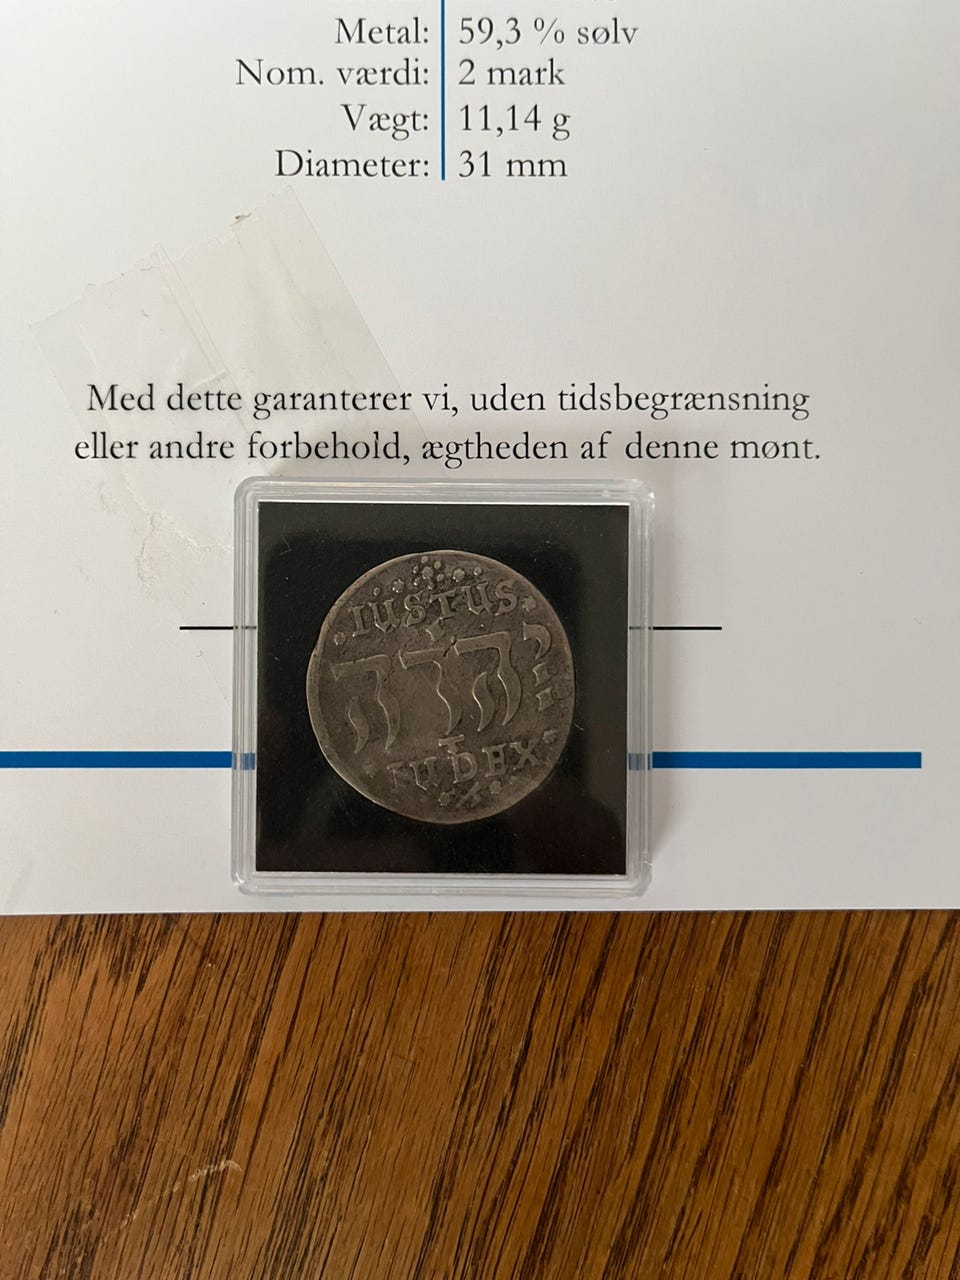 Metal: 59,3 % sølv
Nom. værdi: 2 mark
Vægt: 11,14 g
Diameter: 31 mm
Med dette garanterer vi, uden tidsbegrænsning
eller andre forbehold, ægtheden af denne mønt.
IUSTUS
יהוה
IUDEX